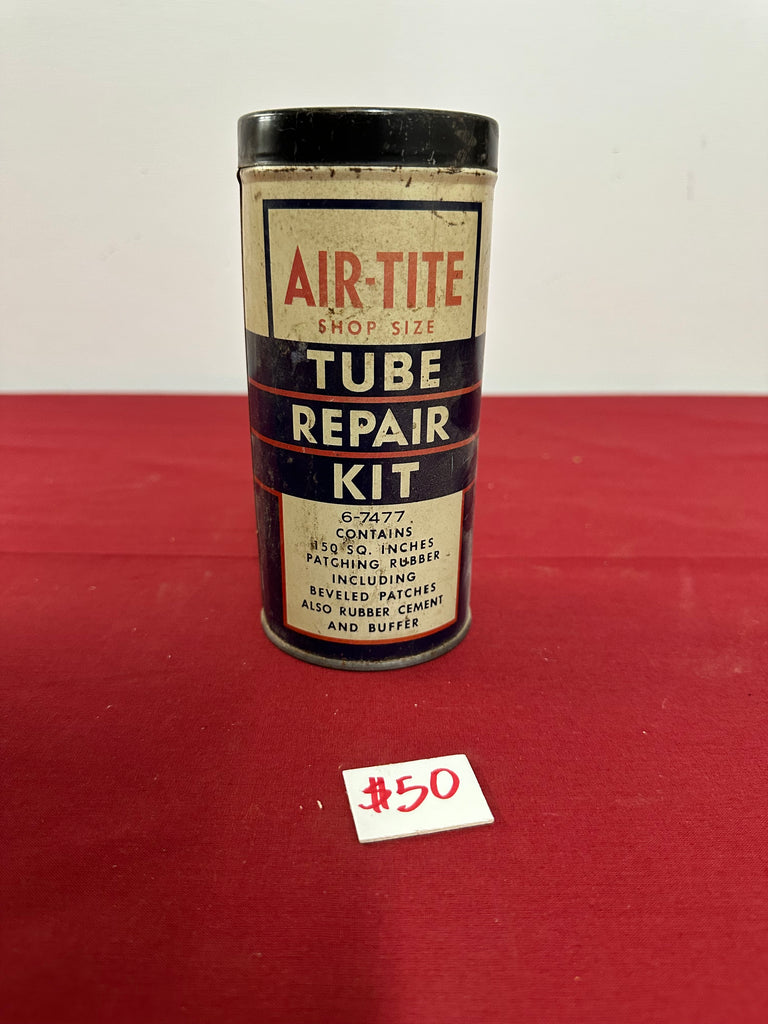 AIR-TITE
SHOP SIZE
TUBE
REPAIR
KIT
6-7477
CONTAINS
150 SQ. INCHES
PATCHING RUBBER
INCLUDING
BEVELED PATCHES
ALSO RUBBER CEMENT
AND BUFFER
$50